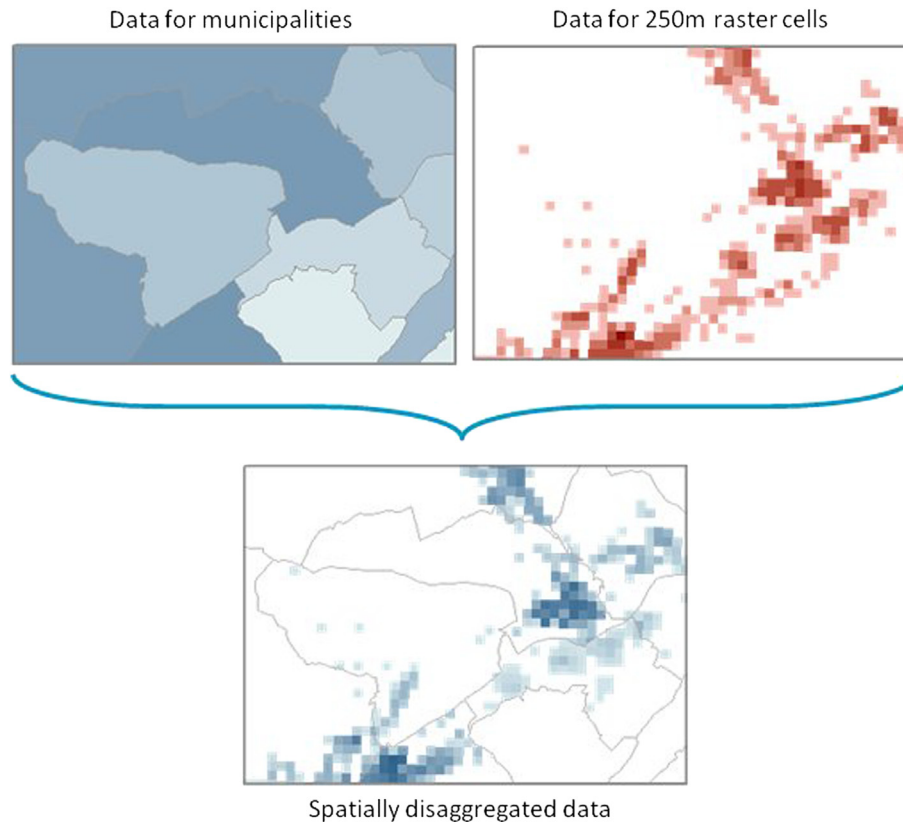 Data for municipalities
Data for 250m raster cells
Spatially disaggregated data